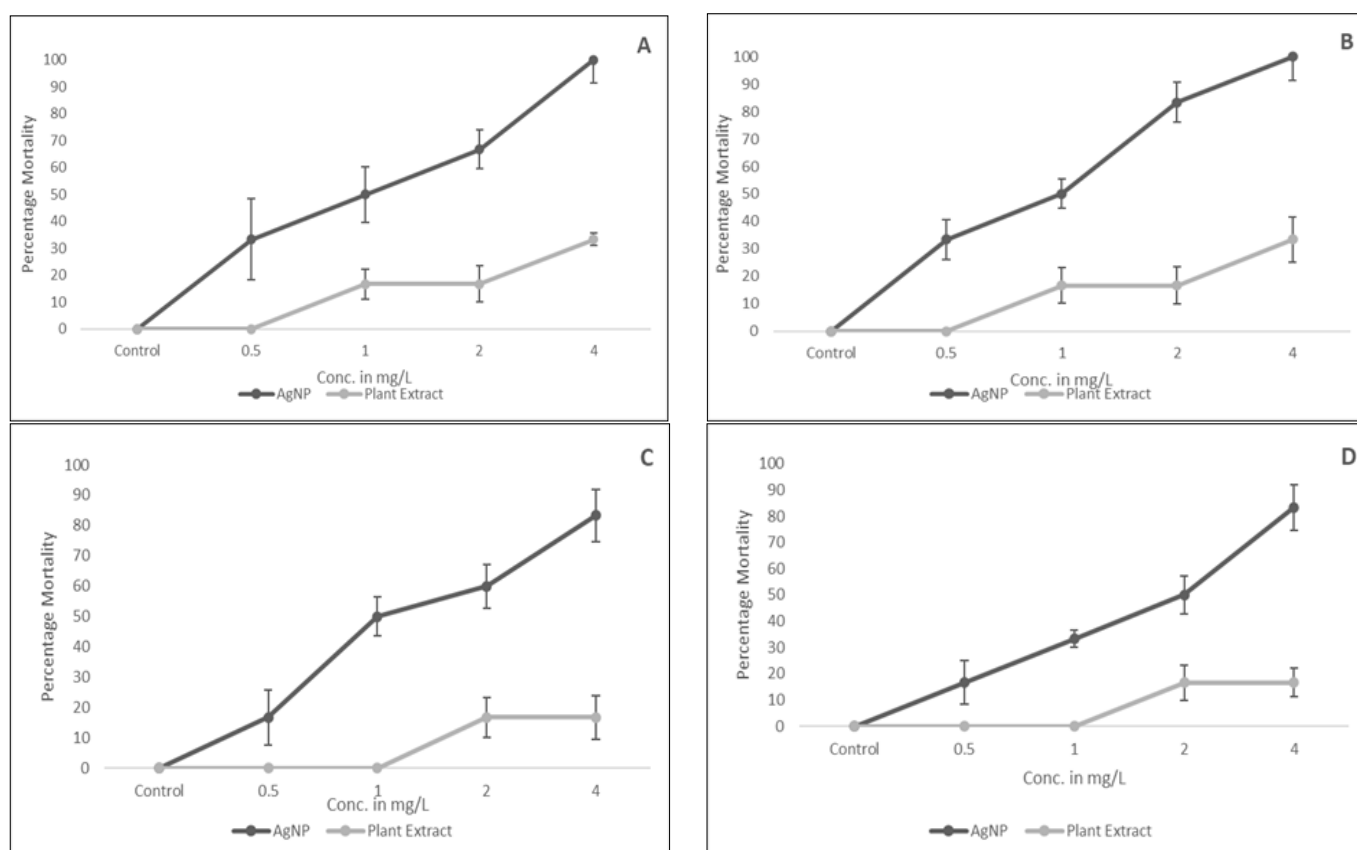 A
Percentage Mortality
100
90
80
70
60
50
40
30
20
10
0
Control 0.5 1 2 4
Conc. in mg/L
AgNP Plant Extract
B
Percentage Mortality
100
90
80
70
60
50
40
30
20
10
0
Control 0.5 1 2 4
Conc. in mg/L
AgNP Plant Extract
C
Percentage Mortality
100
90
80
70
60
50
40
30
20
10
0
Control 0.5 1 2 4
Conc. in mg/L
AgNP Plant Extract
D
Percentage Mortality
100
90
80
70
60
50
40
30
20
10
0
Control 0.5 1 2 4
Conc. in mg/L
AgNP Plant Extract